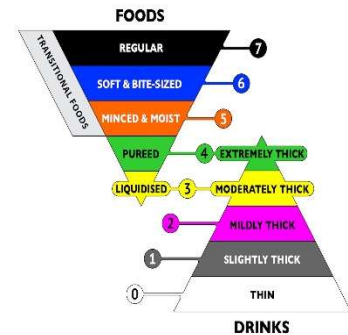 FOODS
TRANSITIONAL FOODS
REGULAR 7
SOFT & BITE-SIZED 6
MINCED & MOIST 5
PUREED 4 EXTREMELY THICK
LIQUIDISED 3 MODERATELY THICK
2 MILDLY THICK
1 SLIGHTLY THICK
0 THIN
DRINKS